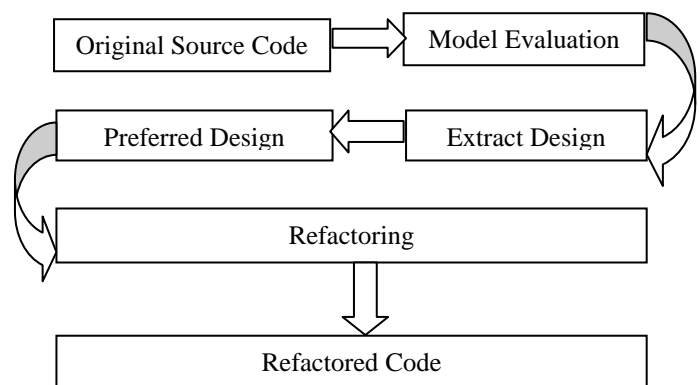 Original Source Code
Model Evaluation
Preferred Design
Extract Design
Refactoring
Refactored Code